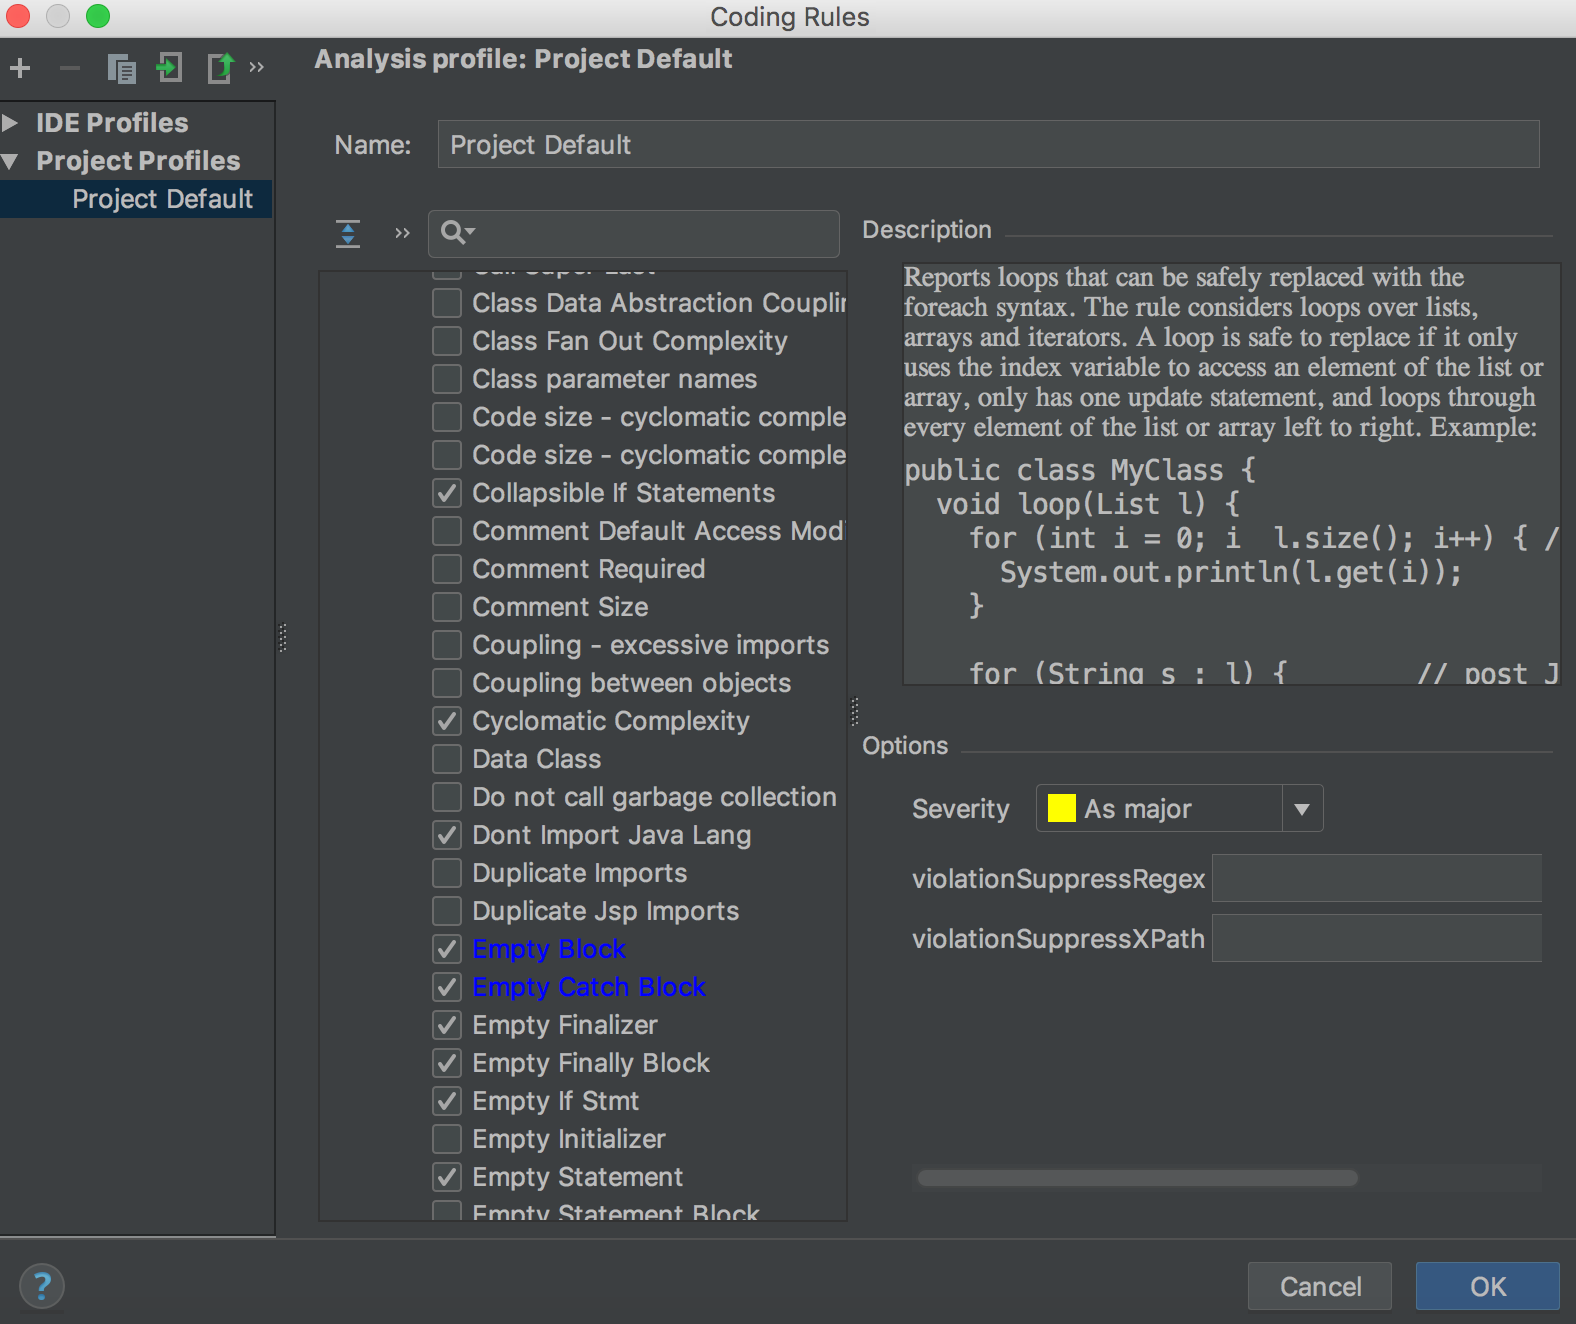 Coding Rules
Analysis profile: Project Default
IDE Profiles
Project Profiles
Project Default
Name:
Project Default
Class Data Abstraction Couplin
Class Fan Out Complexity
Class parameter names
Code size - cyclomatic comple
Code size - cyclomatic comple
Collapsible If Statements
Comment Default Access Modi
Comment Required
Comment Size
Coupling - excessive imports
Coupling between objects
Cyclomatic Complexity
Data Class
Do not call garbage collection
Dont Import Java Lang
Duplicate Imports
Duplicate Jsp Imports
Empty Block
Empty Catch Block
Empty Finalizer
Empty Finally Block
Empty If Stmt
Empty Initializer
Empty Statement
Empty Statement Block
Description
Reports loops that can be safely replaced with the
foreach syntax. The rule considers loops over lists,
arrays and iterators. A loop is safe to replace if it only
uses the index variable to access an element of the list or
array, only has one update statement, and loops through
every element of the list or array left to right. Example:
public class MyClass {
void loop(List l) {
for (int i = 0; i l.size(); i++) { /
System.out.println(l.get(i));
}
for (String s : l) { // post J
Options
Severity
As major
violationSuppressRegex
violationSuppressXPath
?
Cancel
OK